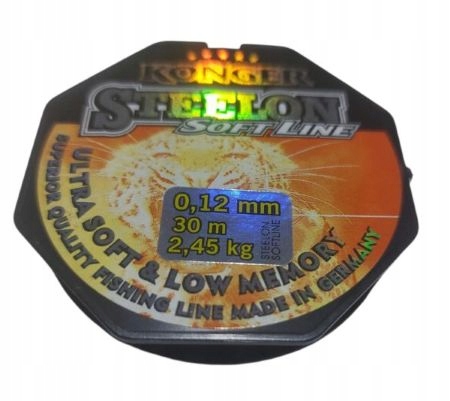 KONGER
STEELON
SOFT LINE
0,12 mm
30 m
2,45 kg
STEELON
SOFTLINE
ULTRA SOFT & LOW MEMORY
SUPERIOR QUALITY FISHING LINE MADE IN GERMANY